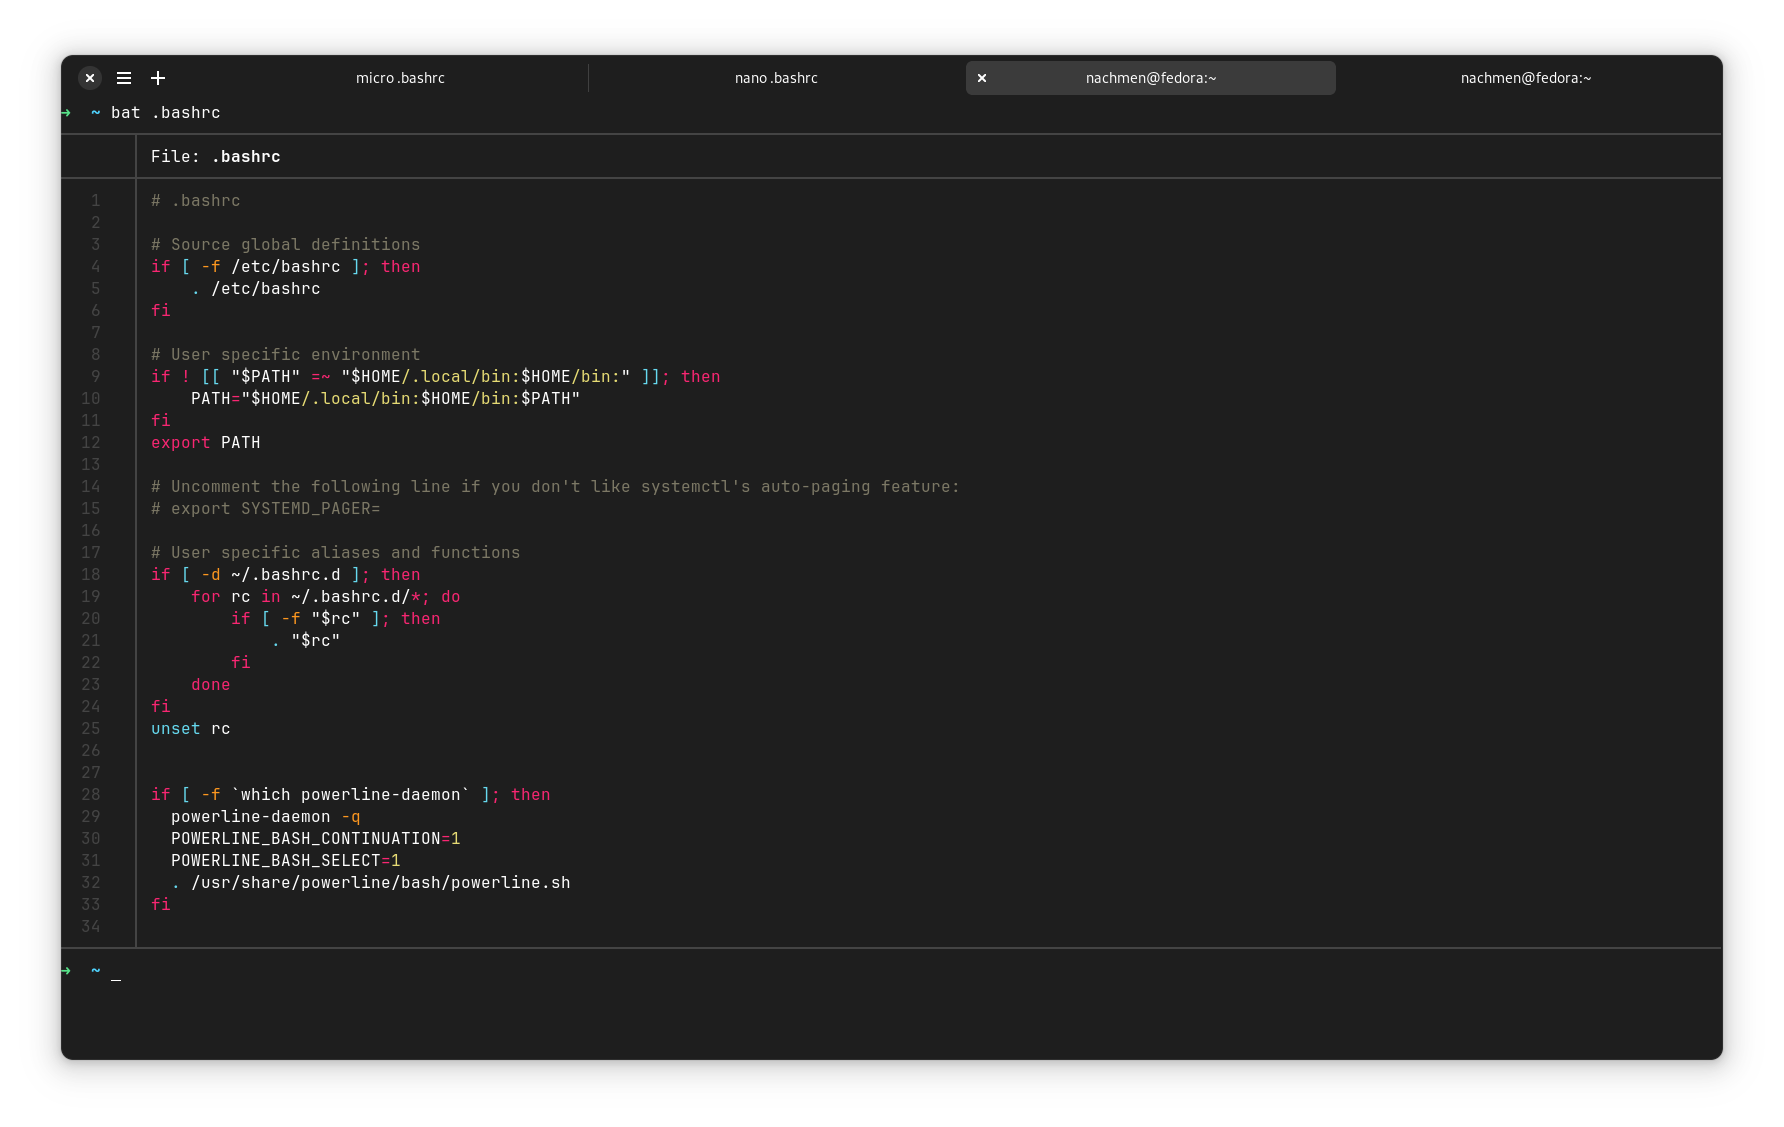 micro .bashrc
nano .bashrc
nachmen@fedora:~
nachmen@fedora:~
➜  ~ bat .bashrc
File: .bashrc
1 # .bashrc
2
3 # Source global definitions
4 if [ -f /etc/bashrc ]; then
5     . /etc/bashrc
6 fi
7
8 # User specific environment
9 if ! [[ "$PATH" =~ "$HOME/.local/bin:$HOME/bin:" ]]; then
10     PATH="$HOME/.local/bin:$HOME/bin:$PATH"
11 fi
12 export PATH
13
14 # Uncomment the following line if you don't like systemctl's auto-paging feature:
15 # export SYSTEMD_PAGER=
16
17 # User specific aliases and functions
18 if [ -d ~/.bashrc.d ]; then
19     for rc in ~/.bashrc.d/*; do
20         if [ -f "$rc" ]; then
21             . "$rc"
22         fi
23     done
24 fi
25 unset rc
26
27
28 if [ -f `which powerline-daemon` ]; then
29   powerline-daemon -q
30   POWERLINE_BASH_CONTINUATION=1
31   POWERLINE_BASH_SELECT=1
32   . /usr/share/powerline/bash/powerline.sh
33 fi
34
➜  ~ _